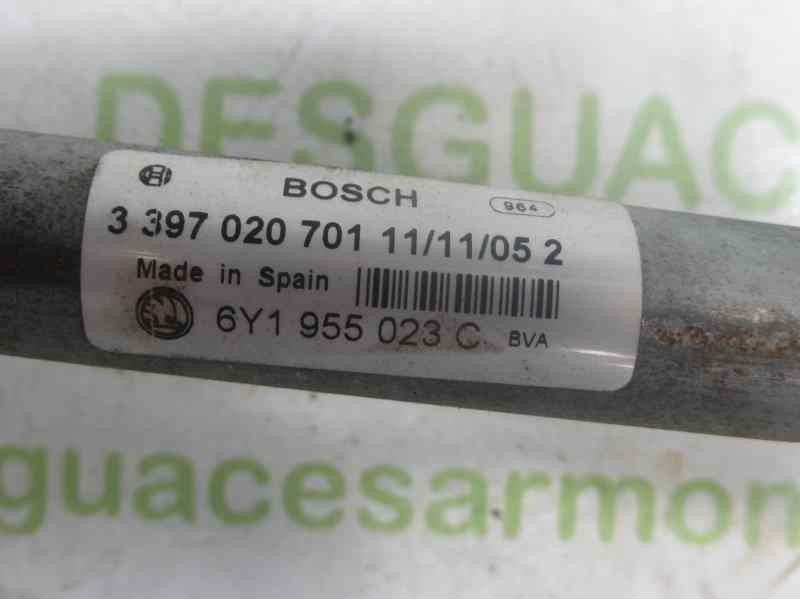 DESGUAC
BOSCH 964
3 397 020 701 11/11/05 2
Made in Spain
6Y1 955 023 C BVA
guacesarmon